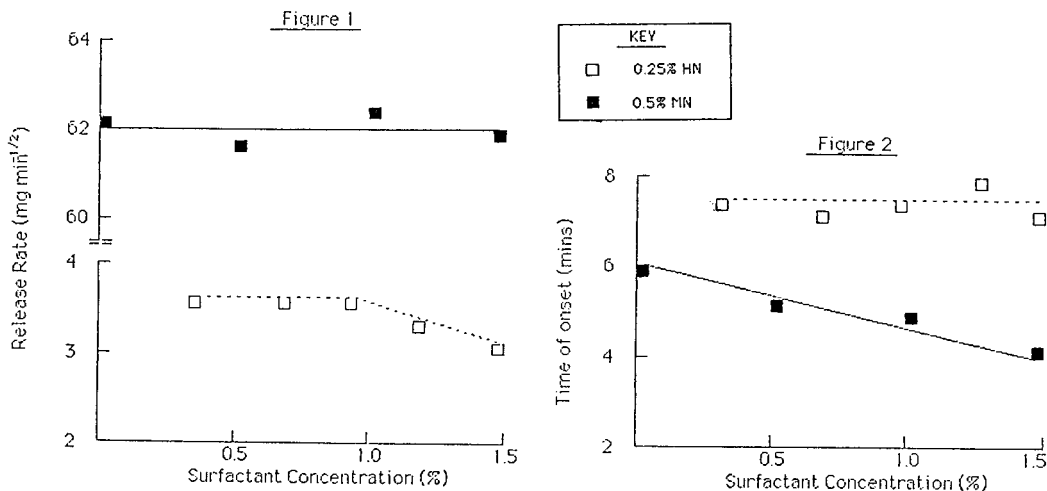 Figure 1
64
62
60
4
3
2
0.5
1.0
1.5
Release Rate (mg min1/2)
Surfactant Concentration (%)
KEY
0.25% HN
0.5% MN
Figure 2
8
6
4
2
0.5
1.0
1.5
Time of onset (mins)
Surfactant Concentration (%)